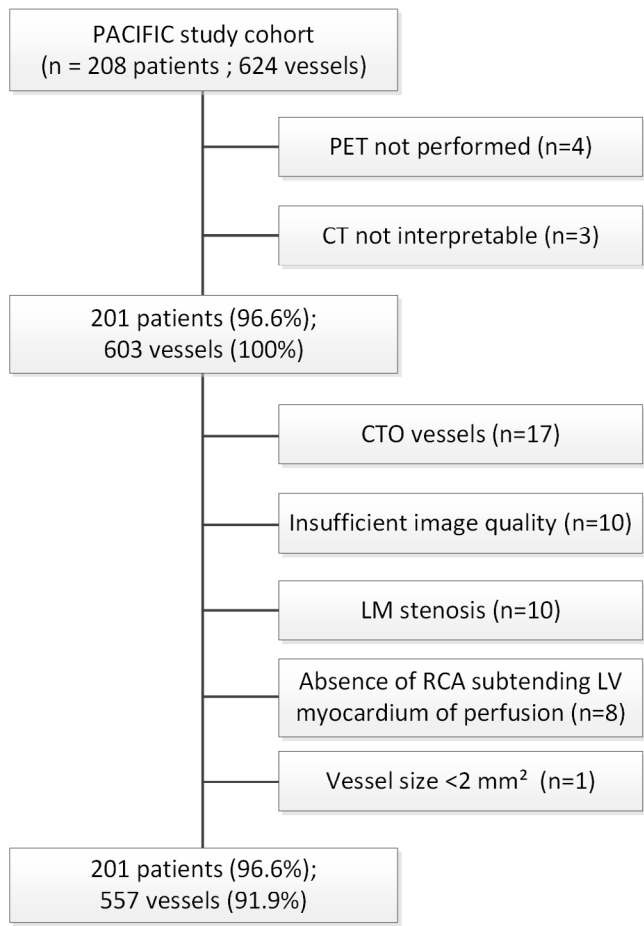 PACIFIC study cohort
(n = 208 patients ; 624 vessels)
PET not performed (n=4)
CT not interpretable (n=3)
201 patients (96.6%);
603 vessels (100%)
CTO vessels (n=17)
Insufficient image quality (n=10)
LM stenosis (n=10)
Absence of RCA subtending LV
myocardium of perfusion (n=8)
Vessel size <2 mm² (n=1)
201 patients (96.6%);
557 vessels (91.9%)